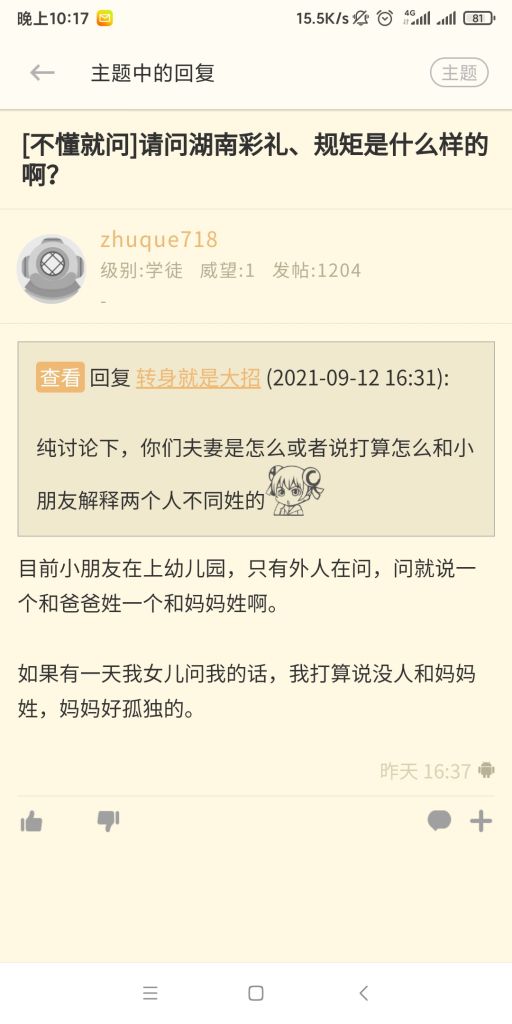 晚上10:17
15.5K/s 4G 81
主题中的回复
主题
[不懂就问]请问湖南彩礼、规矩是什么样的
啊?
zhuque718
级别:学徒 威望:1 发帖:1204
-
查看 回复 转身就是大招 (2021-09-12 16:31):
纯讨论下，你们夫妻是怎么或者说打算怎么和小
朋友解释两个人不同姓的
目前小朋友在上幼儿园，只有外人在问，问就说一
个和爸爸姓一个和妈妈姓啊。
如果有一天我女儿问我的话，我打算说没人和妈妈
姓，妈妈好孤独的。
昨天 16:37